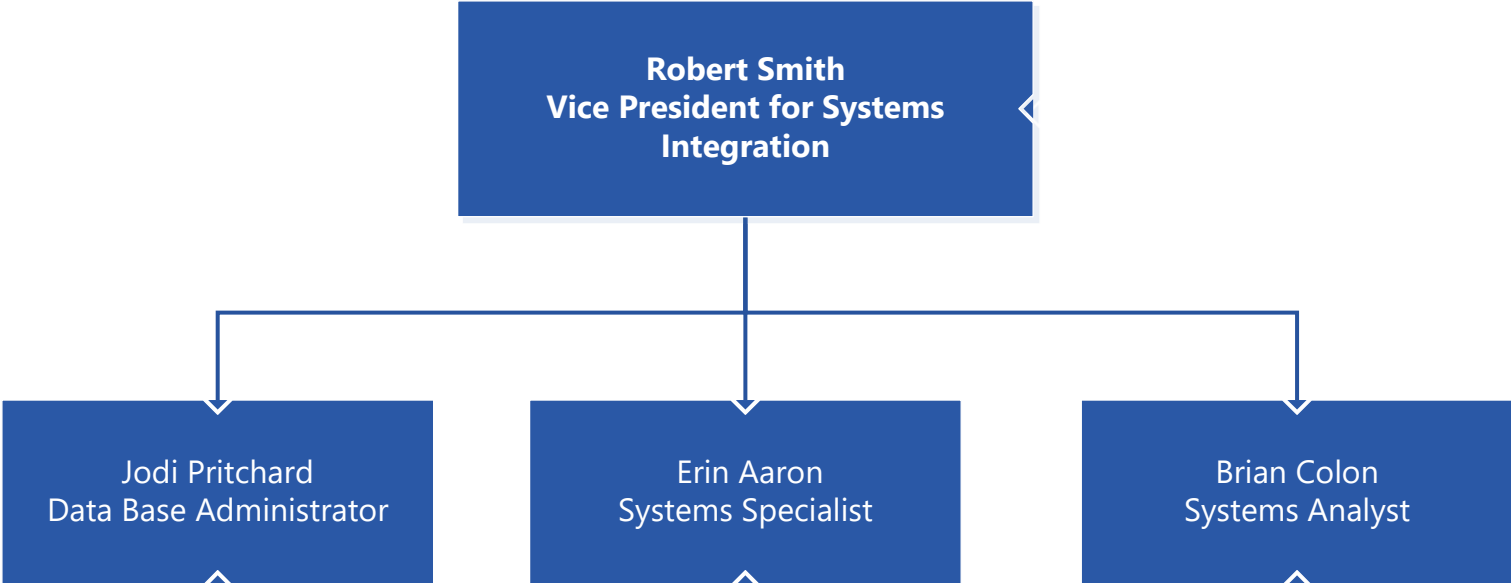 Robert Smith
Vice President for Systems
Integration
Jodi Pritchard
Data Base Administrator
Erin Aaron
Systems Specialist
Brian Colon
Systems Analyst